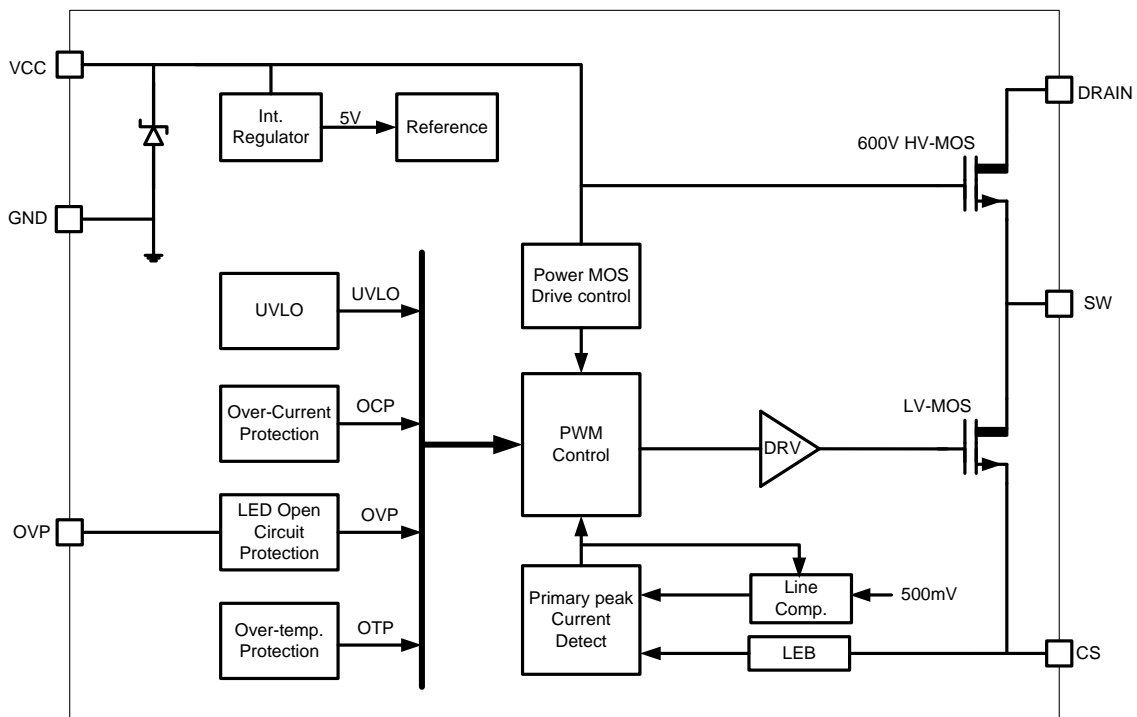 VCC
DRAIN
Int.
Regulator
5V
Reference
600V HV-MOS
GND
Power MOS
Drive control
UVLO
UVLO
SW
Over-Current
Protection
OCP
PWM
Control
DRV
LV-MOS
OVP
LED Open
Circuit
Protection
OVP
Primary peak
Current
Detect
Line
Comp.
500mV
Over-temp.
Protection
OTP
LEB
CS